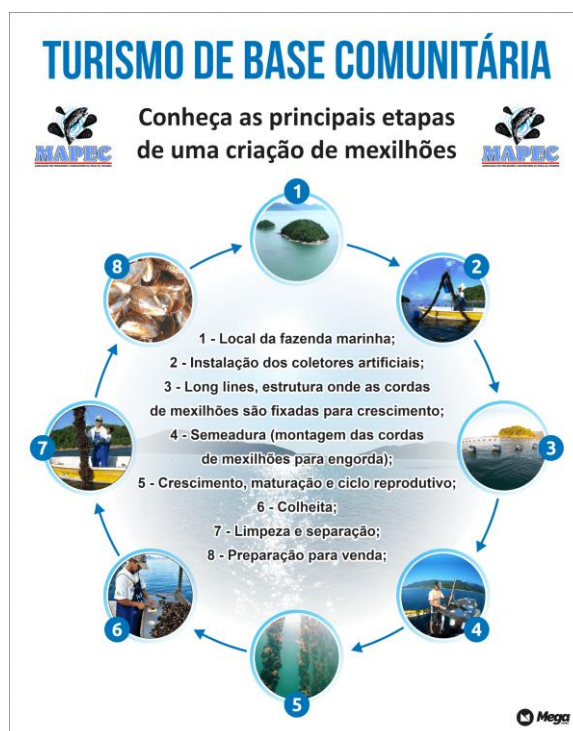 TURISMO DE BASE COMUNITÁRIA
Conheça as principais etapas
de uma criação de mexilhões
MAPEC
MAPEC
1
2
3
4
5
6
7
8
1 - Local da fazenda marinha;
2 - Instalação dos coletores artificiais;
3 - Long lines, estrutura onde as cordas
de mexilhões são fixadas para crescimento;
4 - Semeadura (montagem das cordas
de mexilhões para engorda);
5 - Crescimento, maturação e ciclo reprodutivo;
6 - Colheita;
7 - Limpeza e separação;
8 - Preparação para venda;
Mega